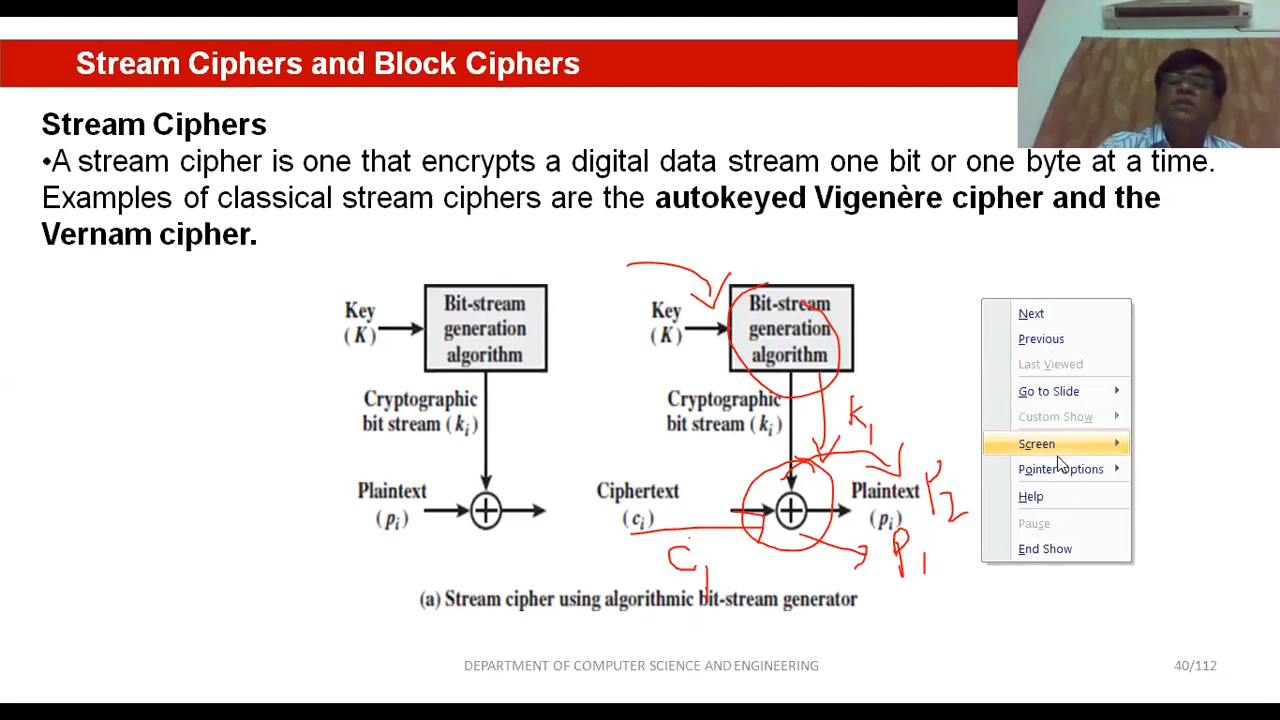 Stream Ciphers and Block Ciphers
Stream Ciphers
•A stream cipher is one that encrypts a digital data stream one bit or one byte at a time.
Examples of classical stream ciphers are the autokeyed Vigenère cipher and the
Vernam cipher.
Key
(K)
Bit-stream
generation
algorithm
Cryptographic
bit stream (ki)
Plaintext
(pi)
Key
(K)
Bit-stream
generation
algorithm
Cryptographic
bit stream (ki)
K1
Ciphertext
(ci)
C1
Plaintext
(pi)
P2
P1
(a) Stream cipher using algorithmic bit-stream generator
Next
Previous
Last Viewed
Go to Slide
Custom Show
Screen
Pointer Options
Help
Pause
End Show
DEPARTMENT OF COMPUTER SCIENCE AND ENGINEERING
40/112